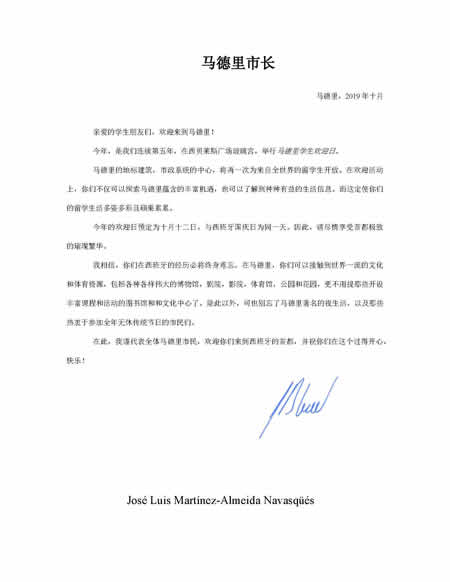 马德里市长
马德里，2019 年十月
亲爱的学生朋友们，欢迎来到马德里！
今年，是我们连续第五年，在西贝莱斯广场玻璃宫，举行马德里学生欢迎日。
马德里的地标建筑，市政系统的中心，将再一次为来自全世界的留学生开放。在欢迎活动
上，你们不仅可以探索马德里蕴含的丰富机遇，也可以了解到种种有益的生活信息，而这定使你们
的留学生活多姿多彩且硕果累累。
今年的欢迎日预定为十月十二日，与西班牙国庆日为同一天。因此，请尽情享受首都极致
的璀璨繁华。
我相信，你们在西班牙的经历必将终身难忘。在马德里，你们可以接触到世界一流的文化
和体育资源，包括各种各样伟大的博物馆，剧院，影院，体育馆，公园和花园，更不用提那些开设
丰富课程和活动的图书馆和和文化中心了。除此以外，可也别忘了马德里著名的夜生活，以及那些
热衷于参加全年无休传统节日的市民们。
在此，我谨代表全体马德里市民，欢迎你们来到西班牙的首都，并祝你们在这个过得开心，
快乐！
José Luis Martínez-Almeida Navasqüés